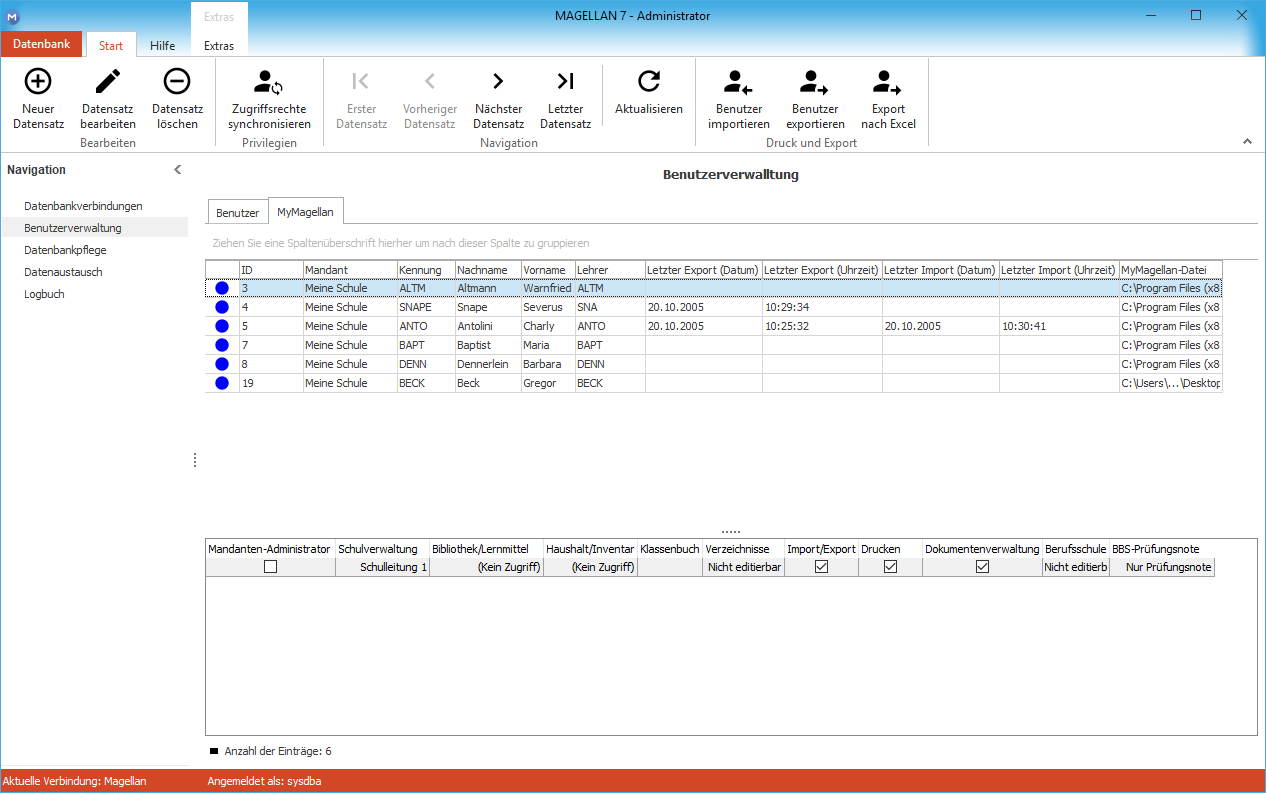 M
MAGELLAN 7 - Administrator
Extras
Datenbank Start Hilfe Extras
Neuer Datensatz
Datensatz bearbeiten
Datensatz löschen
Bearbeiten
Zugriffsrechte synchronisieren
Privilegien
Erster Datensatz
Vorheriger Datensatz
Nächster Datensatz
Letzter Datensatz
Aktualisieren
Navigation
Benutzer importieren
Benutzer exportieren
Export nach Excel
Druck und Export
Navigation
Datenbankverbindungen
Benutzerverwaltung
Datenbankpflege
Datenaustausch
Logbuch
Benutzerverwalltung
Benutzer MyMagellan
Ziehen Sie eine Spaltenüberschrift hierher um nach dieser Spalte zu gruppieren
ID Mandant Kennung Nachname Vorname Lehrer Letzter Export (Datum) Letzter Export (Uhrzeit) Letzter Import (Datum) Letzter Import (Uhrzeit) MyMagellan-Datei
3 Meine Schule ALTM Altmann Warnfried ALTM C:\Program Files (x8
4 Meine Schule SNAPE Snape Severus SNA 20.10.2005 10:29:34 C:\Program Files (x8
5 Meine Schule ANTO Antolini Charly ANTO 20.10.2005 10:25:32 20.10.2005 10:30:41 C:\Program Files (x8
7 Meine Schule BAPT Baptist Maria BAPT C:\Program Files (x8
8 Meine Schule DENN Dennerlein Barbara DENN C:\Program Files (x8
19 Meine Schule BECK Beck Gregor BECK C:\Users\...\Desktop
Mandanten-Administrator Schulverwaltung Bibliothek/Lernmittel Haushalt/Inventar Klassenbuch Verzeichnisse Import/Export Drucken Dokumentenverwaltung Berufsschule BBS-Prüfungsnote
Schulleitung 1 (Kein Zugriff) (Kein Zugriff) Nicht editierbar Nicht editierb Nur Prüfungsnote
Anzahl der Einträge: 6
Aktuelle Verbindung: Magellan Angemeldet als: sysdba